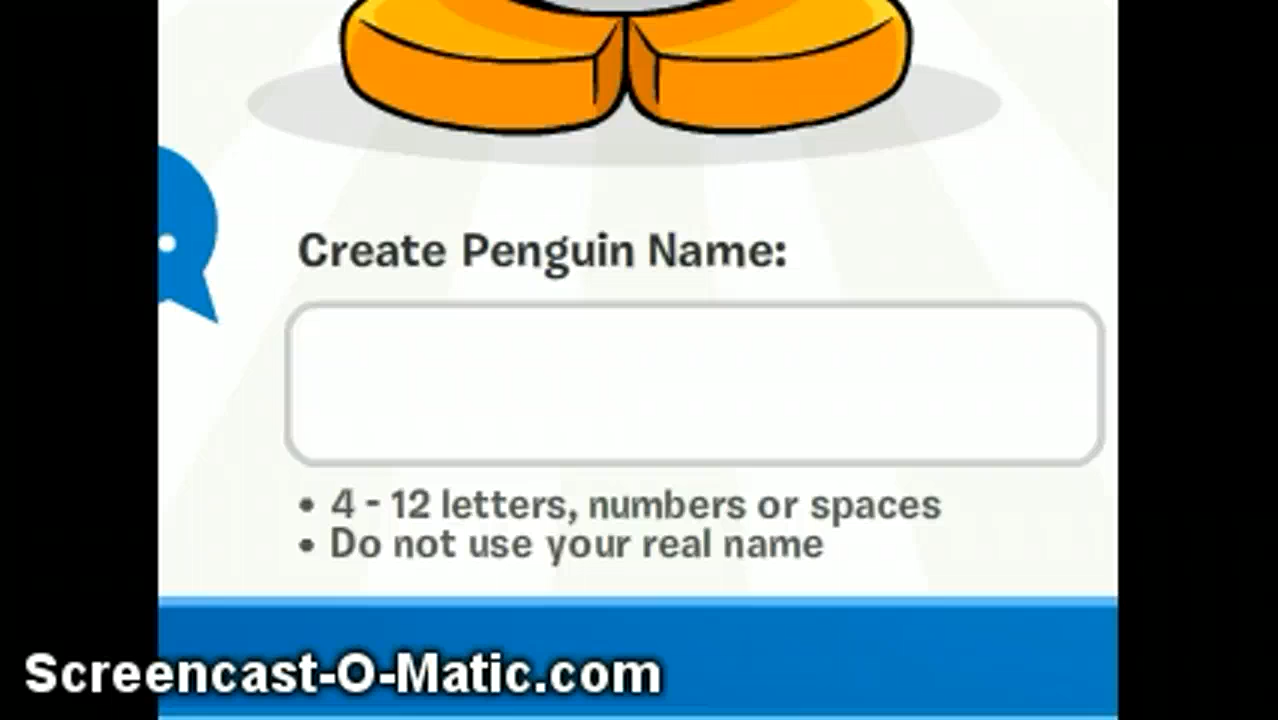 Create Penguin Name:
• 4 - 12 letters, numbers or spaces
• Do not use your real name
Screencast-O-Matic.com